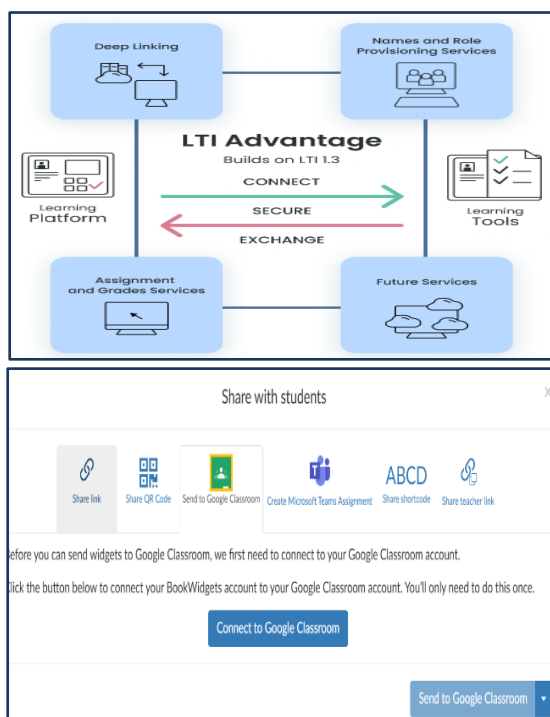 Deep Linking
Names and Role
Provisioning Services
LTI Advantage
Builds on LTI 1.3
CONNECT
SECURE
EXCHANGE
Learning
Platform
Learning
Tools
Assignment
and Grades Services
Future Services
Share with students
x
Share link
Share QR Code
Send to Google Classroom
Create Microsoft Teams Assignment
ABCD
Share shortcode
Share teacher link
efore you can send widgets to Google Classroom, we first need to connect to your Google Classroom account.
lick the button below to connect your BookWidgets account to your Google Classroom account. You'll only need to do this once.
Connect to Google Classroom
Send to Google Classroom